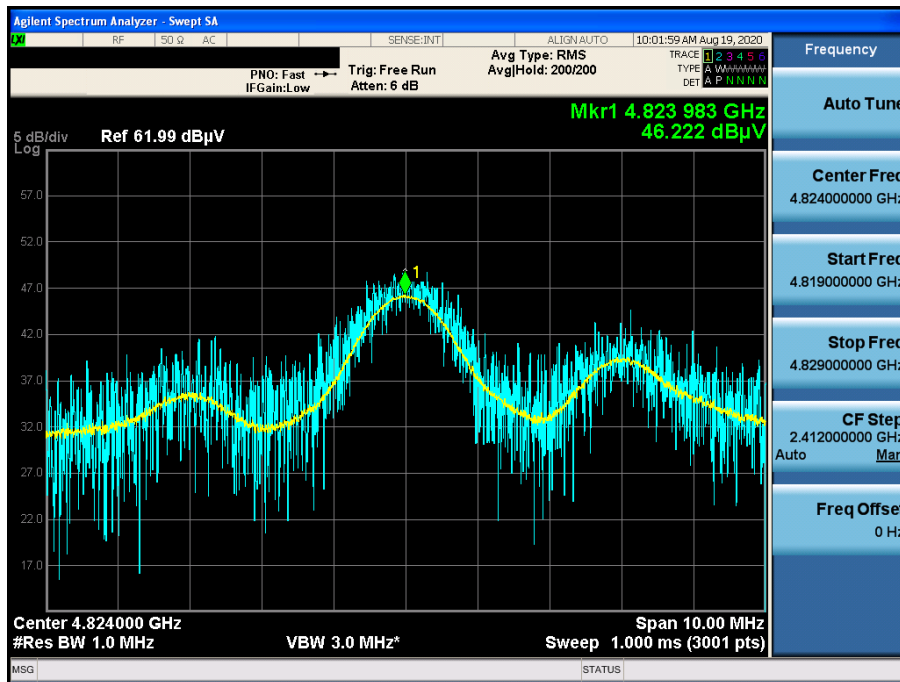 Agilent Spectrum Analyzer - Swept SA
LXI RF 50 Ω AC SENSE:INT ALIGN AUTO 10:01:59 AM Aug 19, 2020
PNO: Fast
IFGain:Low
Trig: Free Run
Atten: 6 dB
Avg Type: RMS
Avg|Hold: 200/200
TRACE 1 2 3 4 5 6
TYPE A
DET A P N N N N
Mkr1 4.823 983 GHz
46.222 dBµV
5 dB/div
Log
Ref 61.99 dBµV
57.0
52.0
47.0
42.0
37.0
32.0
27.0
22.0
17.0
1
Center 4.824000 GHz
#Res BW 1.0 MHz
VBW 3.0 MHz*
Span 10.00 MHz
Sweep 1.000 ms (3001 pts)
MSG STATUS
Frequency
Auto Tune
Center Freq
4.824000000 GHz
Start Freq
4.819000000 GHz
Stop Freq
4.829000000 GHz
CF Step
2.412000000 GHz
Auto Man
Freq Offset
0 Hz